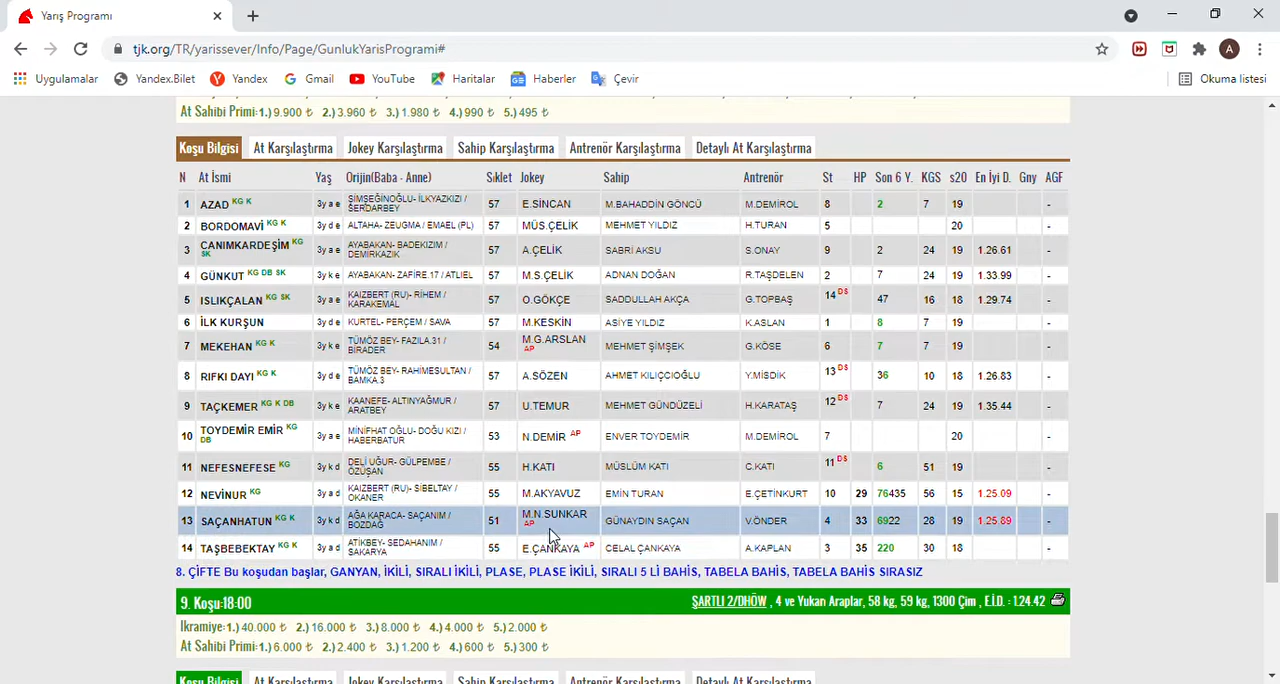 Yarış Programı
tjk.org/TR/yarissever/Info/Page/GunlukYarisProgrami#
A
Uygulamalar Yandex.Bilet Yandex Gmail YouTube Haritalar Haberler Çevir Okuma listesi
At Sahibi Primi:1.) 9.900 ₺ 2.) 3.960 ₺ 3.) 1.980 ₺ 4.) 990 ₺ 5.) 495 ₺
Koşu Bilgisi At Karşılaştırma Jokey Karşılaştırma Sahip Karşılaştırma Antrenör Karşılaştırma Detaylı At Karşılaştırma
N At İsmi Yaş Orijin(Baba - Anne) Sıklet Jokey Sahip Antrenör St HP Son 6 Y. KGS s20 En İyi D. Gny AGF
1 AZAD KG K 3y a e ŞİMŞEĞİNOĞLU- İLKYAZKIZI / SERDARBEY 57 E.SİNCAN M.BAHADDİN GÖNCÜ M.DEMİROL 8 2 7 19 -
2 BORDOMAVİ KG K 3y d e ALTAHA- ZEUGMA / EMAEL (PL) 57 MÜS.ÇELİK MEHMET YILDIZ H.TURAN 5 20 -
3 CANIMKARDEŞİM KG SK 3y a e AYABAKAN- BADEKIZIM / DEMİRKAZIK 57 A.ÇELİK SABRİ AKSU S.ONAY 9 2 24 19 1.26.61 -
4 GÜNKUT KG DB SK 3y k e AYABAKAN- ZAFİRE.17 / ATLIEL 57 M.S.ÇELİK ADNAN DOĞAN R.TAŞDELEN 2 7 24 19 1.33.99 -
5 ISLIKÇALAN KG SK 3y a e KAIZBERT (RU)- RİHEM / KARAKEMAL 57 O.GÖKÇE SADDULLAH AKÇA G.TOPBAŞ 14 DS 47 16 18 1.29.74 -
6 İLK KURŞUN 3y d e KURTEL- PERÇEM / SAVA 57 M.KESKİN ASİYE YILDIZ K.ASLAN 1 8 7 19 -
7 MEKEHAN KG K 3y k e TÜMÖZ BEY- FAZILA.31 / BİRADER 54 M.G.ARSLAN AP MEHMET ŞİMŞEK G.KÖSE 6 7 7 19 -
8 RIFKI DAYI KG K 3y k e TÜMÖZ BEY- RAHİMESULTAN / BAMKA.3 57 A.SÖZEN AHMET KILIÇCIOĞLU Y.MISDIK 13 DS 36 10 18 1.26.83 -
9 TAÇKEMER KG K DB 3y k e KAANEFE- ALTINYAĞMUR / ARATBEY 57 U.TEMUR MEHMET GÜNDÜZELİ H.KARATAŞ 12 DS 7 24 19 1.35.44 -
10 TOYDEMİR EMİR KG DB 3y a e MİNİFHAT OĞLU- DOĞU KIZI / HABERBATUR 53 N.DEMİR AP ENVER TOYDEMİR M.DEMİROL 7 20 -
11 NEFESNEFESE KG 3y k d DELİ UĞUR- GÜLPEMBE / ÖZÜŞAN 55 H.KATI MÜSLÜM KATI C.KATI 11 DS 6 51 19 -
12 NEVİNUR KG 3y a d KAIZBERT (RU)- SİBELTAY / OKANER 55 M.AKYAVUZ EMİN TURAN E.ÇETİNKURT 10 29 76435 56 15 1.25.09 -
13 SAÇANHATUN KG K 3y k d AĞA KARACA- SAÇANIM / BOZDAĞ 51 M.N.SUNKAR AP GÜNAYDIN SAÇAN V.ÖNDER 4 33 6922 28 19 1.25.89 -
14 TAŞBEBEKTAY KG K 3y a d ATİKBEY- SEDAHANIM / SAKARYA 55 E.ÇANKAYA AP CELAL ÇANKAYA A.KAPLAN 3 35 220 30 18 -
8. ÇİFTE Bu koşudan başlar, GANYAN, İKİLİ, SIRALI İKİLİ, PLASE, PLASE İKİLİ, SIRALI 5 Lİ BAHİS, TABELA BAHİS, TABELA BAHİS SIRASIZ
9. Koşu:18:00 ŞARTLI 2/DHÖW , 4 ve Yukarı Araplar, 58 kg, 59 kg, 1300 Çim , E.İ.D. : 1.24.42
İkramiye:1.) 40.000 ₺ 2.) 16.000 ₺ 3.) 8.000 ₺ 4.) 4.000 ₺ 5.) 2.000 ₺
At Sahibi Primi:1.) 6.000 ₺ 2.) 2.400 ₺ 3.) 1.200 ₺ 4.) 600 ₺ 5.) 300 ₺
Koşu Bilgisi At Karşılaştırma Jokey Karşılaştırma Sahip Karşılaştırma Antrenör Karşılaştırma Detaylı At Karşılaştırma